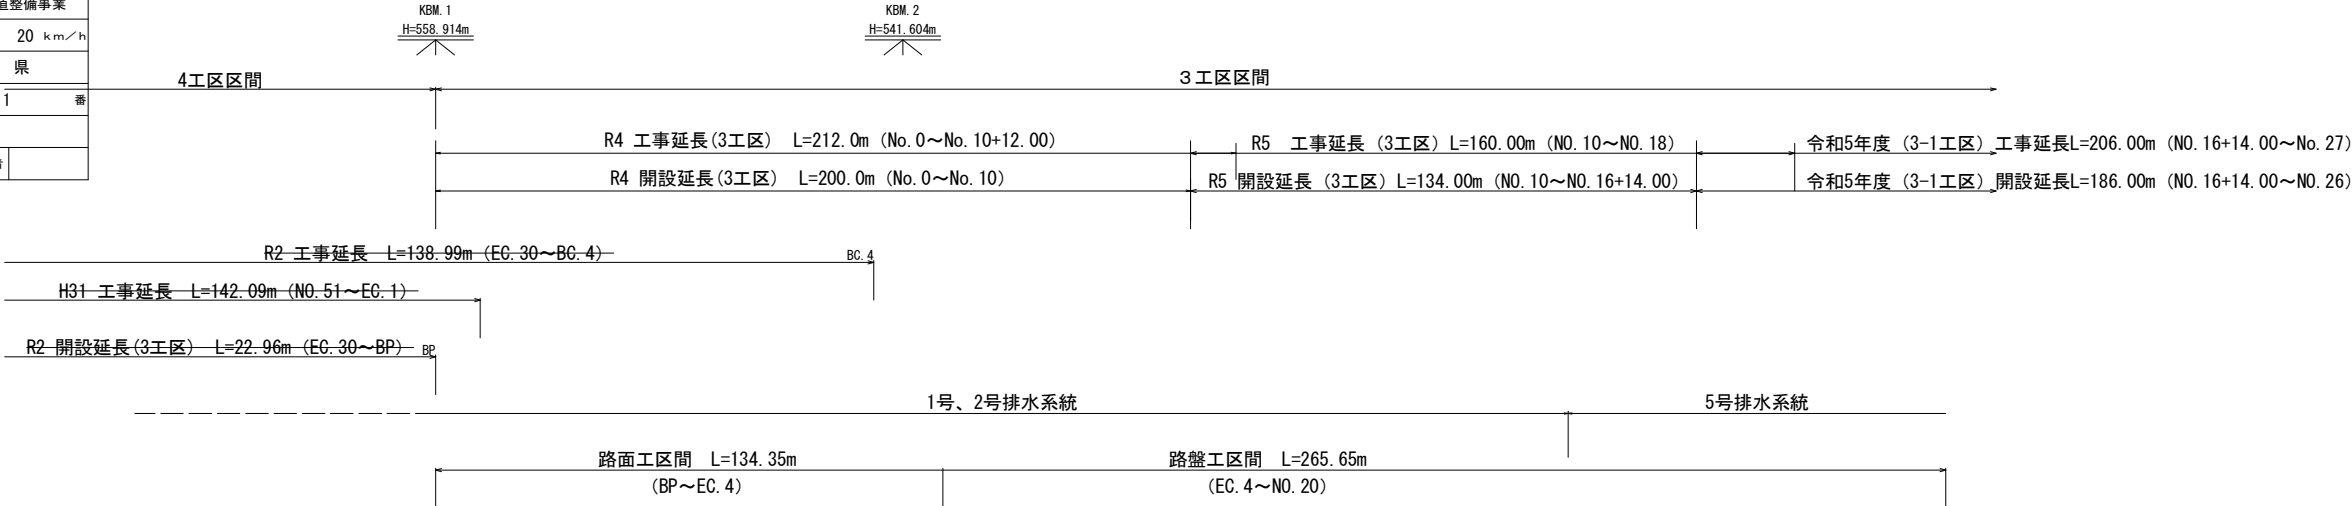 道整備事業
20 km/h
県
1 番
KBM.1
H=558.914m
KBM.2
H=541.604m
4工区区間
3工区区間
R4 工事延長(3工区) L=212.0m (No.0～No.10+12.00)
R5 工事延長 (3工区) L=160.00m (NO.10～NO.18)
令和5年度 (3-1工区) 工事延長L=206.00m (NO.16+14.00～No.27)
R4 開設延長(3工区) L=200.0m (No.0～No.10)
R5 開設延長 (3工区) L=134.00m (NO.10～NO.16+14.00)
令和5年度 (3-1工区) 開設延長L=186.00m (NO.16+14.00～NO.26)
R2 工事延長 L=138.99m (EC.30～BC.4)
BC.4
H31 工事延長 L=142.09m (NO.51～EC.1)
R2 開設延長(3工区) L=22.96m (EC.30～BP)
BP
1号、2号排水系統
5号排水系統
路面工区間 L=134.35m
(BP～EC.4)
路盤工区間 L=265.65m
(EC.4～NO.20)